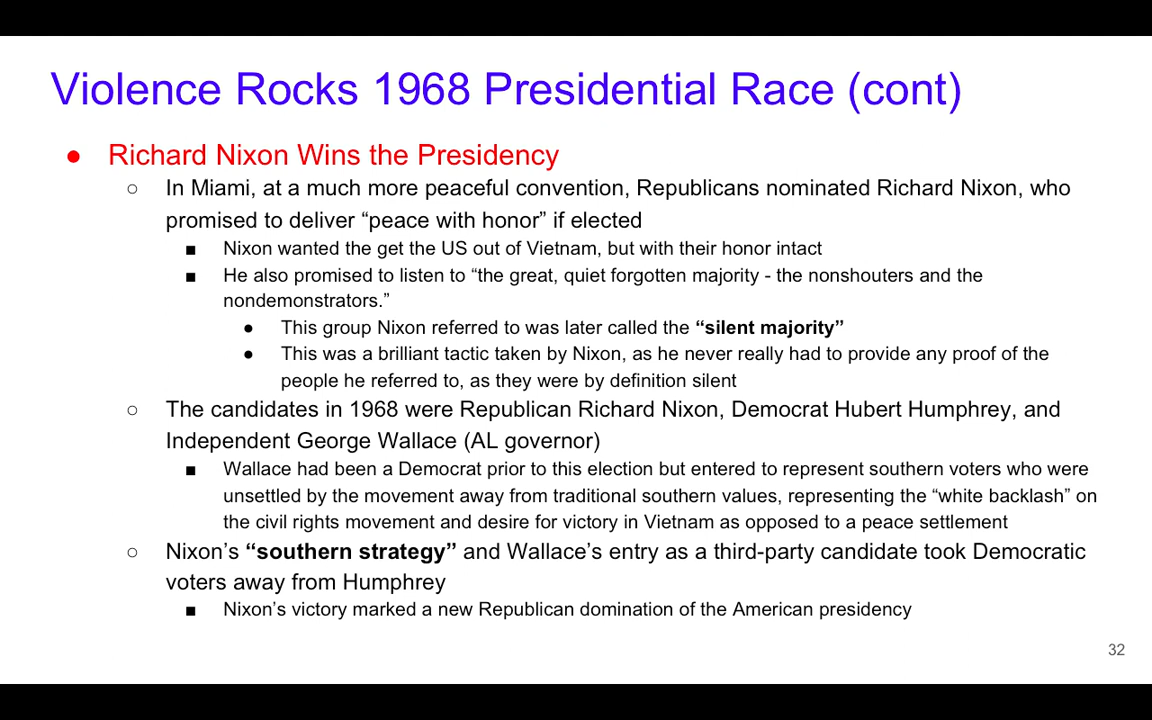 Violence Rocks 1968 Presidential Race (cont)
● Richard Nixon Wins the Presidency
○ In Miami, at a much more peaceful convention, Republicans nominated Richard Nixon, who
promised to deliver “peace with honor” if elected
■ Nixon wanted the get the US out of Vietnam, but with their honor intact
■ He also promised to listen to “the great, quiet forgotten majority - the nonshouters and the
nondemonstrators.”
● This group Nixon referred to was later called the “silent majority”
● This was a brilliant tactic taken by Nixon, as he never really had to provide any proof of the
people he referred to, as they were by definition silent
○ The candidates in 1968 were Republican Richard Nixon, Democrat Hubert Humphrey, and
Independent George Wallace (AL governor)
■ Wallace had been a Democrat prior to this election but entered to represent southern voters who were
unsettled by the movement away from traditional southern values, representing the “white backlash” on
the civil rights movement and desire for victory in Vietnam as opposed to a peace settlement
○ Nixon’s “southern strategy” and Wallace’s entry as a third-party candidate took Democratic
voters away from Humphrey
■ Nixon’s victory marked a new Republican domination of the American presidency
32